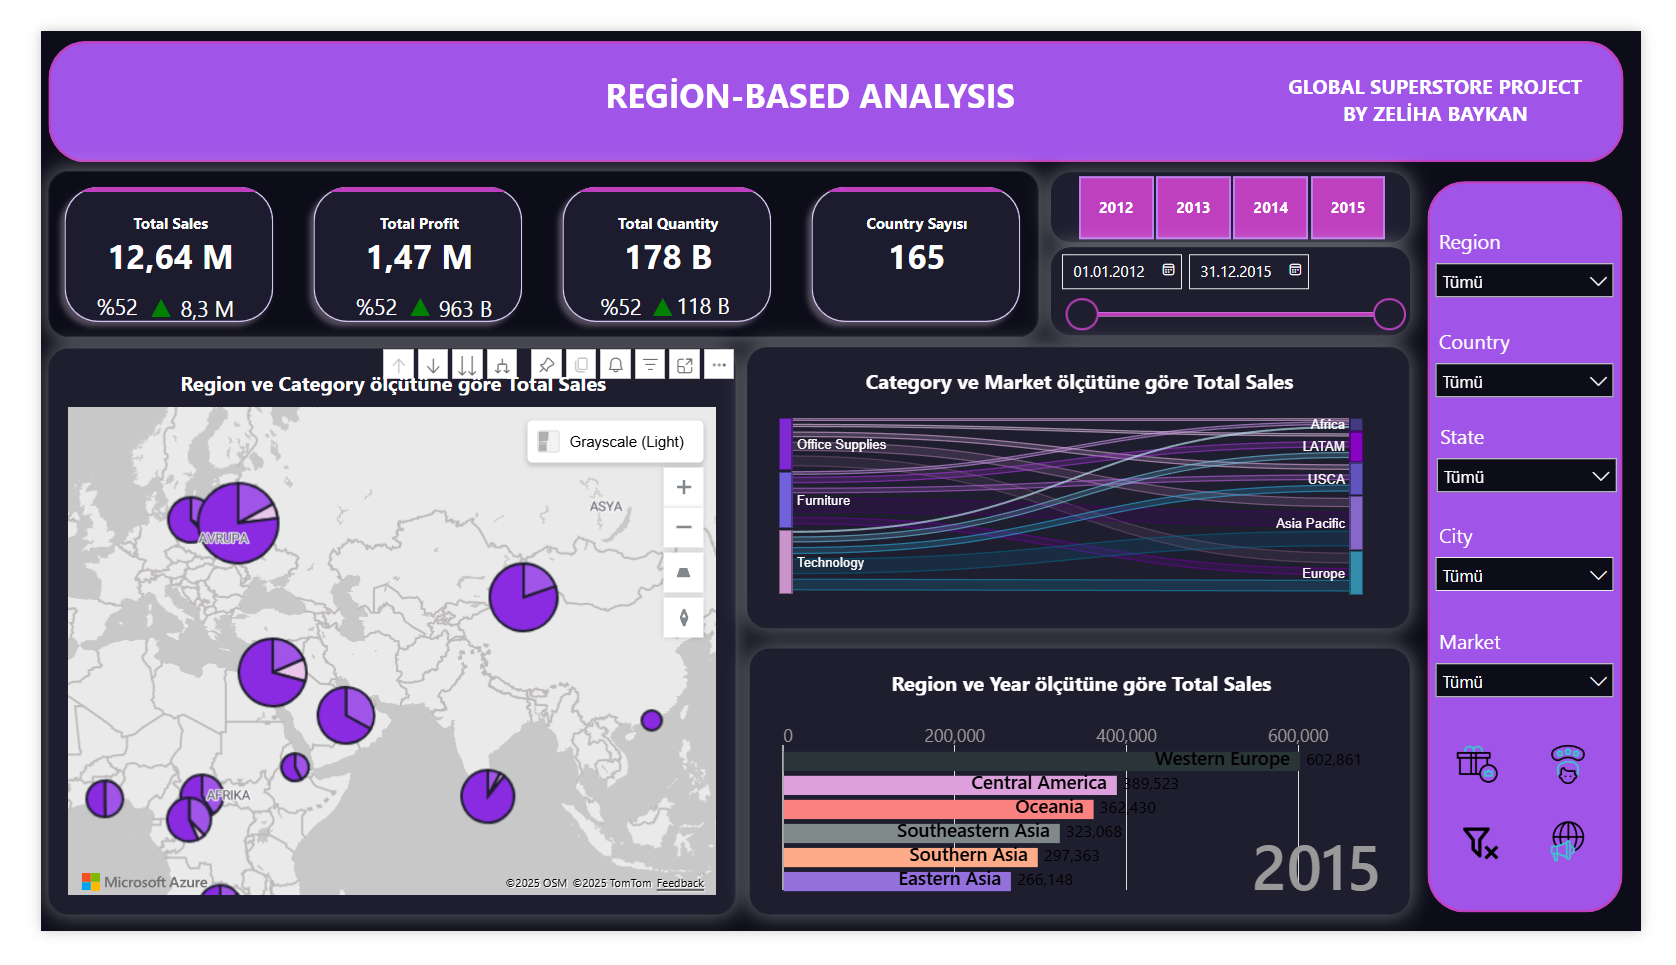 REGİON-BASED ANALYSIS
GLOBAL SUPERSTORE PROJECT
BY ZELİHA BAYKAN
Total Sales
12,64 M
%52 8,3 M
Total Profit
1,47 M
%52 963 B
Total Quantity
178 B
%52 118 B
Country Sayısı
165
2012
2013
2014
2015
01.01.2012
31.12.2015
Region
Tümü
Country
Tümü
State
Tümü
City
Tümü
Market
Tümü
Region ve Category ölçütüne göre Total Sales
Grayscale (Light)
ASYA
AVRUPA
AFRIKA
Microsoft Azure
©2025 OSM ©2025 TomTom Feedback
Category ve Market ölçütüne göre Total Sales
Office Supplies
Furniture
Technology
Africa
LATAM
USCA
Asia Pacific
Europe
Region ve Year ölçütüne göre Total Sales
0 200,000 400,000 600,000
Western Europe 602,861
Central America 389,523
Oceania 362,430
Southeastern Asia 323,068
Southern Asia 297,363
Eastern Asia 266,148
2015